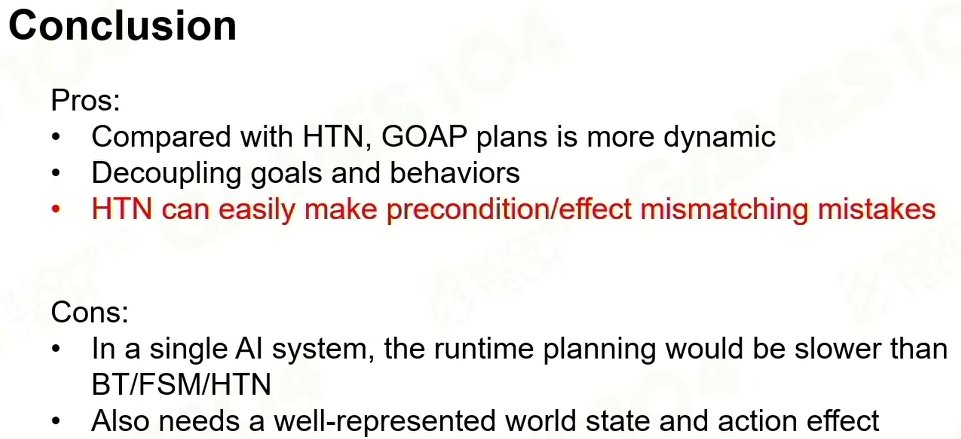 Conclusion
Pros:
• Compared with HTN, GOAP plans is more dynamic
• Decoupling goals and behaviors
• HTN can easily make precondition/effect mismatching mistakes
Cons:
• In a single AI system, the runtime planning would be slower than
BT/FSM/HTN
• Also needs a well-represented world state and action effect